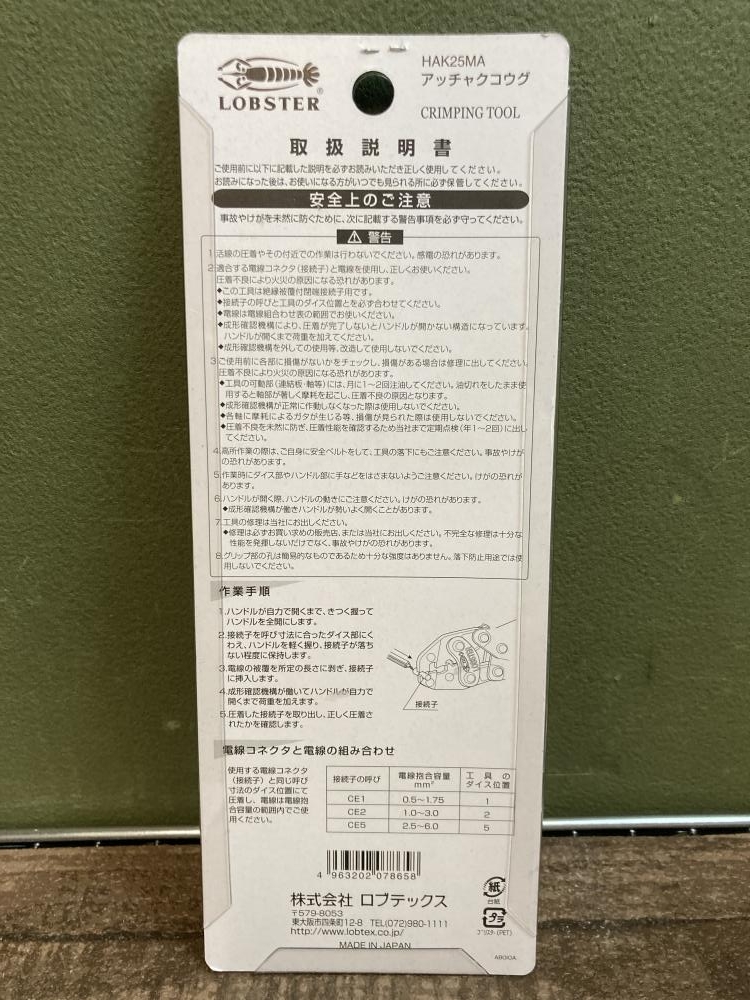 LOBSTER
HAK25MA
アッチャクコウグ
CRIMPING TOOL
取扱説明書
ご使用前に以下に記載した説明を必ずお読みいただき正しく使用してください。
お読みになった後は、お使いになる方がいつでも見られる所に必ず保管してください。
安全上のご注意
事故やけがを未然に防ぐために、次に記載する警告事項を必ず守ってください。
警告
1.活線の圧着やその付近での作業は行わないでください。感電の恐れがあります。
2.適合する電線コネクタ(接続子)と電線を使用し、正しくお使いください。
圧着不良により火災の原因になる恐れがあります。
◆この工具は絶縁被覆付閉端接続子用です。
◆接続子の呼びと工具のダイス位置とを必ず合わせてください。
◆電線は電線組合わせ表の範囲でお使いください。
◆成形確認機構により、圧着が完了しないとハンドルが開かない構造になっています。
ハンドルが開くまで荷重を加えてください。
◆成形確認機構を外しての使用等、改造して使用しないでください。
3.ご使用前に各部に損傷がないかをチェックし、損傷がある場合は修理に出してください。
圧着不良により火災の原因になる恐れがあります。
◆工具の可動部(連結板・軸等)には、月に1〜2回注油してください。油切れをしたまま使
用すると軸部が著しく摩耗を起こし、圧着不良の原因となります。
◆成形確認機構が正常に作動しなくなった際は使用しないでください。
◆各軸に摩耗によるガタが生じる等、損傷が見られた際は使用しないでください。
◆圧着不良を未然に防ぎ、圧着性能を確認するため当社まで定期点検(年1〜2回)に出し
てください。
4.高所作業の際は、ご自身に安全ベルトをして、工具の落下にもご注意ください。事故やけが
の恐れがあります。
5.作業時にダイス部やハンドル部に手などをはさまないようご注意ください。けがの恐れが
あります。
6.ハンドルが開く際、ハンドルの動きにご注意ください。けがの恐れがあります。
◆成形確認機構が働きハンドルが勢いよく開くことがあります。
7.工具の修理は当社にお出しください。
◆修理は必ずお買い求めの販売店、または当社にお出しください。不完全な修理は十分な
性能を発揮しないだけでなく、事故やけがの恐れがあります。
8.グリップ部の孔は簡易的なものであるため十分な強度はありません。落下防止用途では使
用しないでください。
作業手順
1.ハンドルが自力で開くまで、きつく握って
ハンドルを全開にします。
2.接続子を呼び寸法に合ったダイス部にく
わえ、ハンドルを軽く握り、接続子が落ち
ない程度に保持します。
3.電線の被覆を所定の長さに剥ぎ、接続子
に挿入します。
4.成形確認機構が働いてハンドルが自力で
開くまで荷重を加えます。
5.圧着した接続子を取り出し、正しく圧着さ
れたかを確認します。
接続子
電線コネクタと電線の組み合わせ
使用する電線コネクタ
(接続子)と同じ呼び
寸法のダイス位置にて
圧着し、電線は電線抱
合容量の範囲内でご使
用ください。
接続子の呼び 電線抱合容量 mm² 工具のダイス位置
CE1 0.5〜1.75 1
CE2 1.0〜3.0 2
CE5 2.5〜6.0 5
4 963202 078658
株式会社 ロブテックス
〒579-8053
東大阪市四条町12-8 TEL(072)980-1111
http://www.lobtex.co.jp/
MADE IN JAPAN
紙
台紙
プラ
ブリスター(PET)